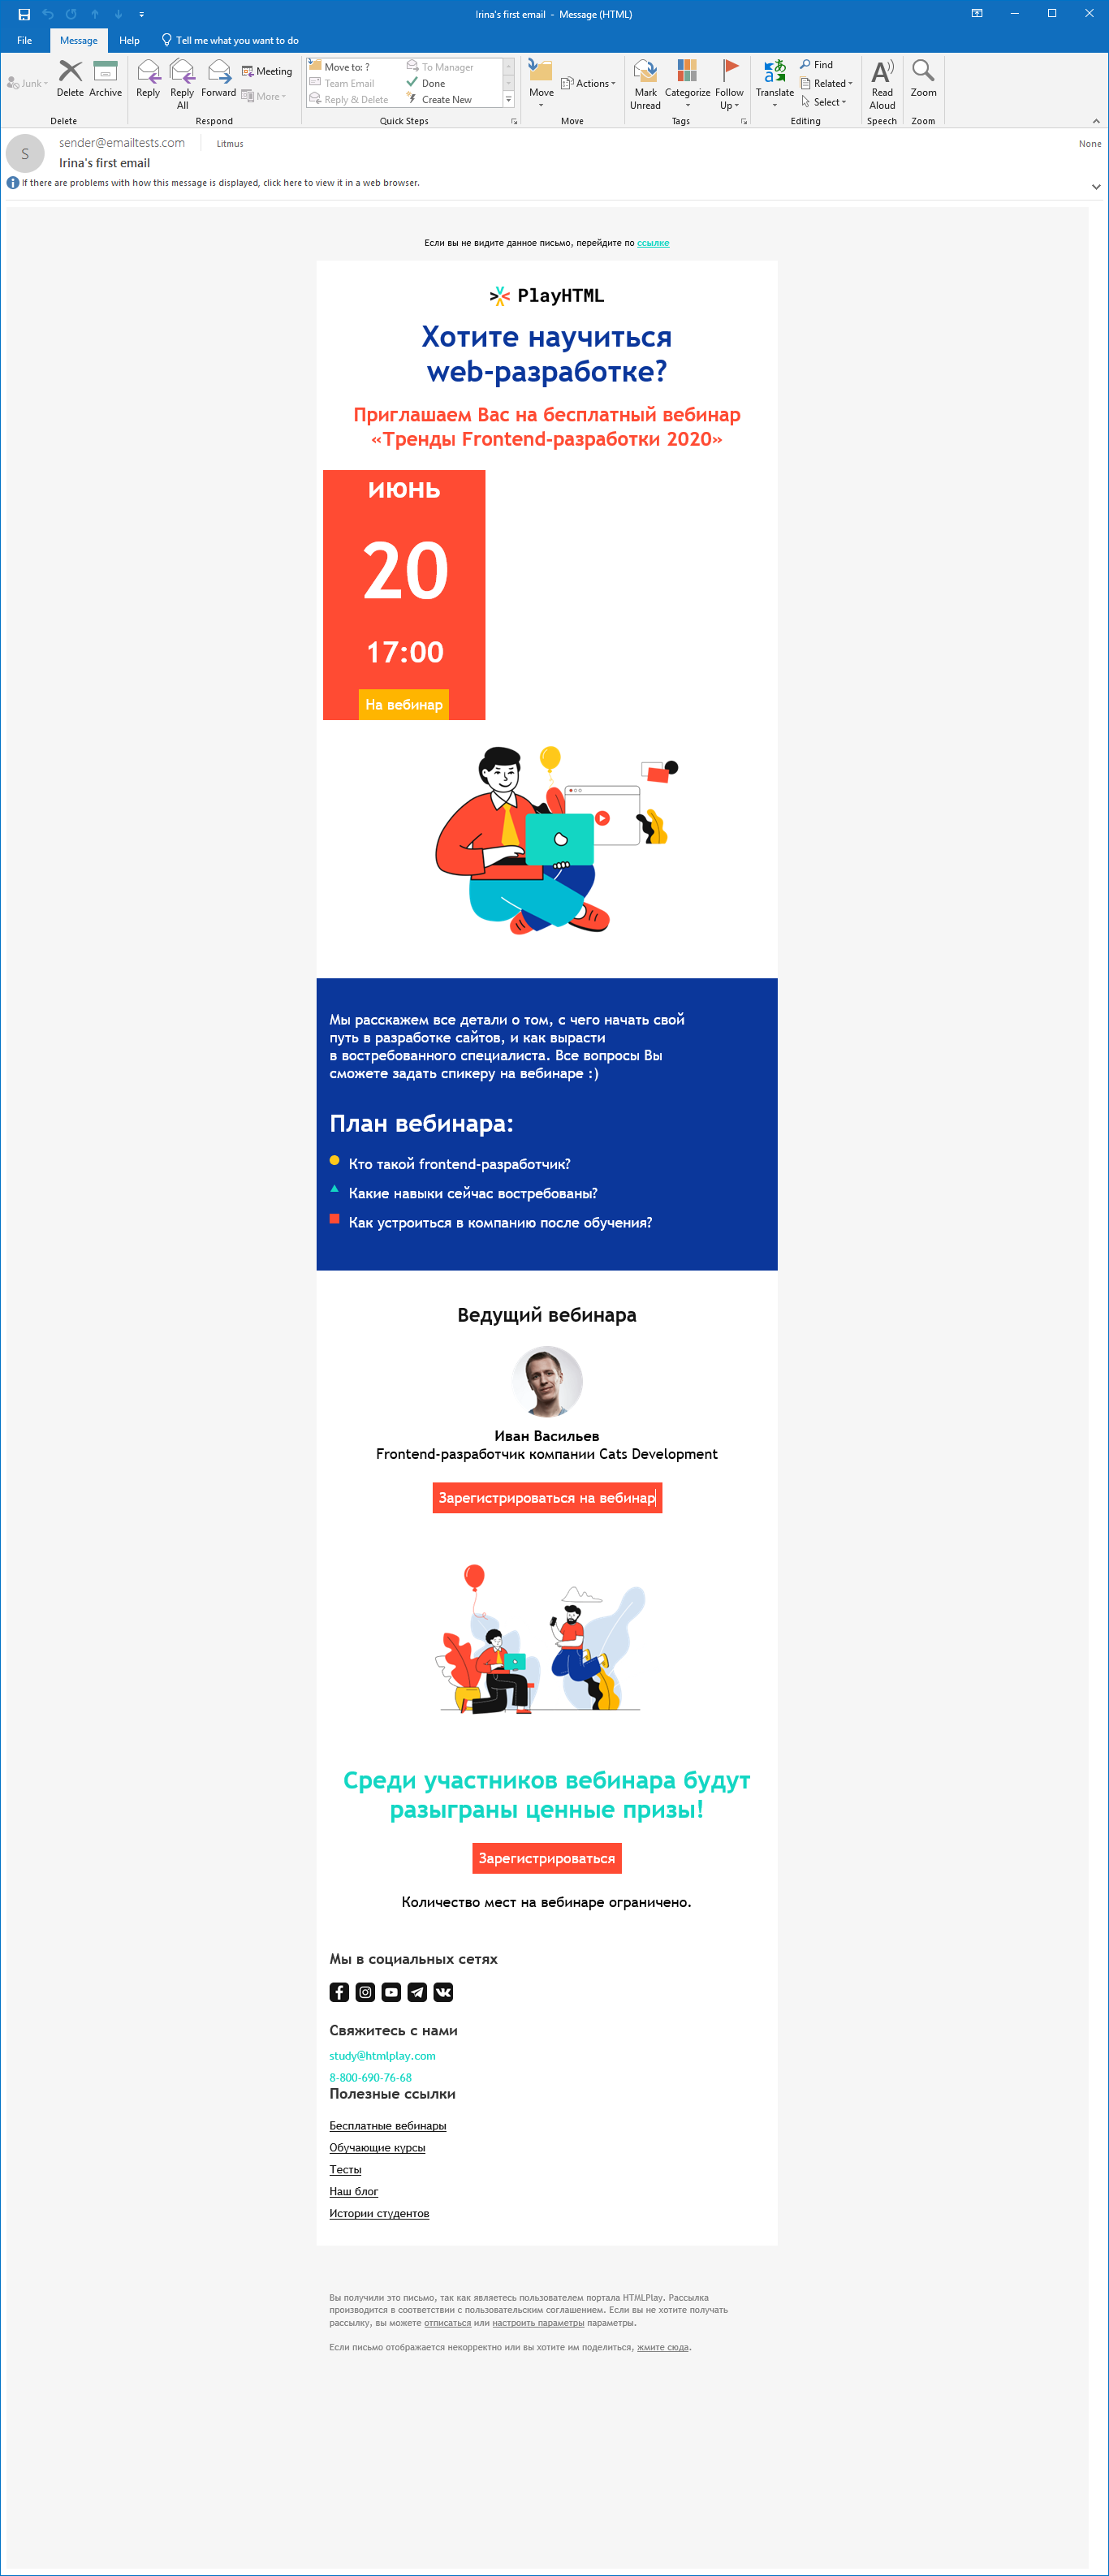 Irina's first email - Message (HTML)
File Message Help Tell me what you want to do
Junk Delete Archive Reply Reply All Forward Meeting More
Move to: ? To Manager
Team Email Done
Reply & Delete Create New
Move Actions Mark Unread Categorize Follow Up Translate Find Related Select Read Aloud Zoom
Delete Respond Quick Steps Move Tags Editing Speech Zoom
S
sender@emailtests.com Litmus None
Irina's first email
If there are problems with how this message is displayed, click here to view it in a web browser.
Если вы не видите данное письмо, перейдите по ссылке
PlayHTML
Хотите научиться
web-разработке?
Приглашаем Вас на бесплатный вебинар
«Тренды Frontend-разработки 2020»
июнь
20
17:00
На вебинар
Мы расскажем все детали о том, с чего начать свой
путь в разработке сайтов, и как вырасти
в востребованного специалиста. Все вопросы Вы
сможете задать спикеру на вебинаре :)
План вебинара:
Кто такой frontend-разработчик?
Какие навыки сейчас востребованы?
Как устроиться в компанию после обучения?
Ведущий вебинара
Иван Васильев
Frontend-разработчик компании Cats Development
Зарегистрироваться на вебинар
Среди участников вебинара будут
разыграны ценные призы!
Зарегистрироваться
Количество мест на вебинаре ограничено.
Мы в социальных сетях
Свяжитесь с нами
study@htmlplay.com
8-800-690-76-68
Полезные ссылки
Бесплатные вебинары
Обучающие курсы
Тесты
Наш блог
Истории студентов
Вы получили это письмо, так как являетесь пользователем портала HTMLPlay. Рассылка
производится в соответствии с пользовательским соглашением. Если вы не хотите получать
рассылку, вы можете отписаться или настроить параметры параметры.
Если письмо отображается некорректно или вы хотите им поделиться, жмите сюда.